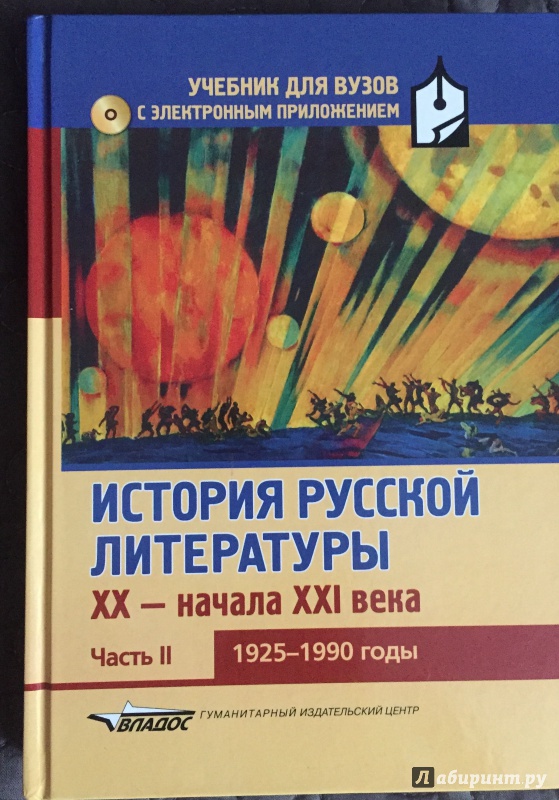 УЧЕБНИК ДЛЯ ВУЗОВ
С ЭЛЕКТРОННЫМ ПРИЛОЖЕНИЕМ
ИСТОРИЯ РУССКОЙ
ЛИТЕРАТУРЫ
XX — начала XXI века
Часть II
1925–1990 годы
ВЛАДОС
ГУМАНИТАРНЫЙ ИЗДАТЕЛЬСКИЙ ЦЕНТР
Лабиринт.ру